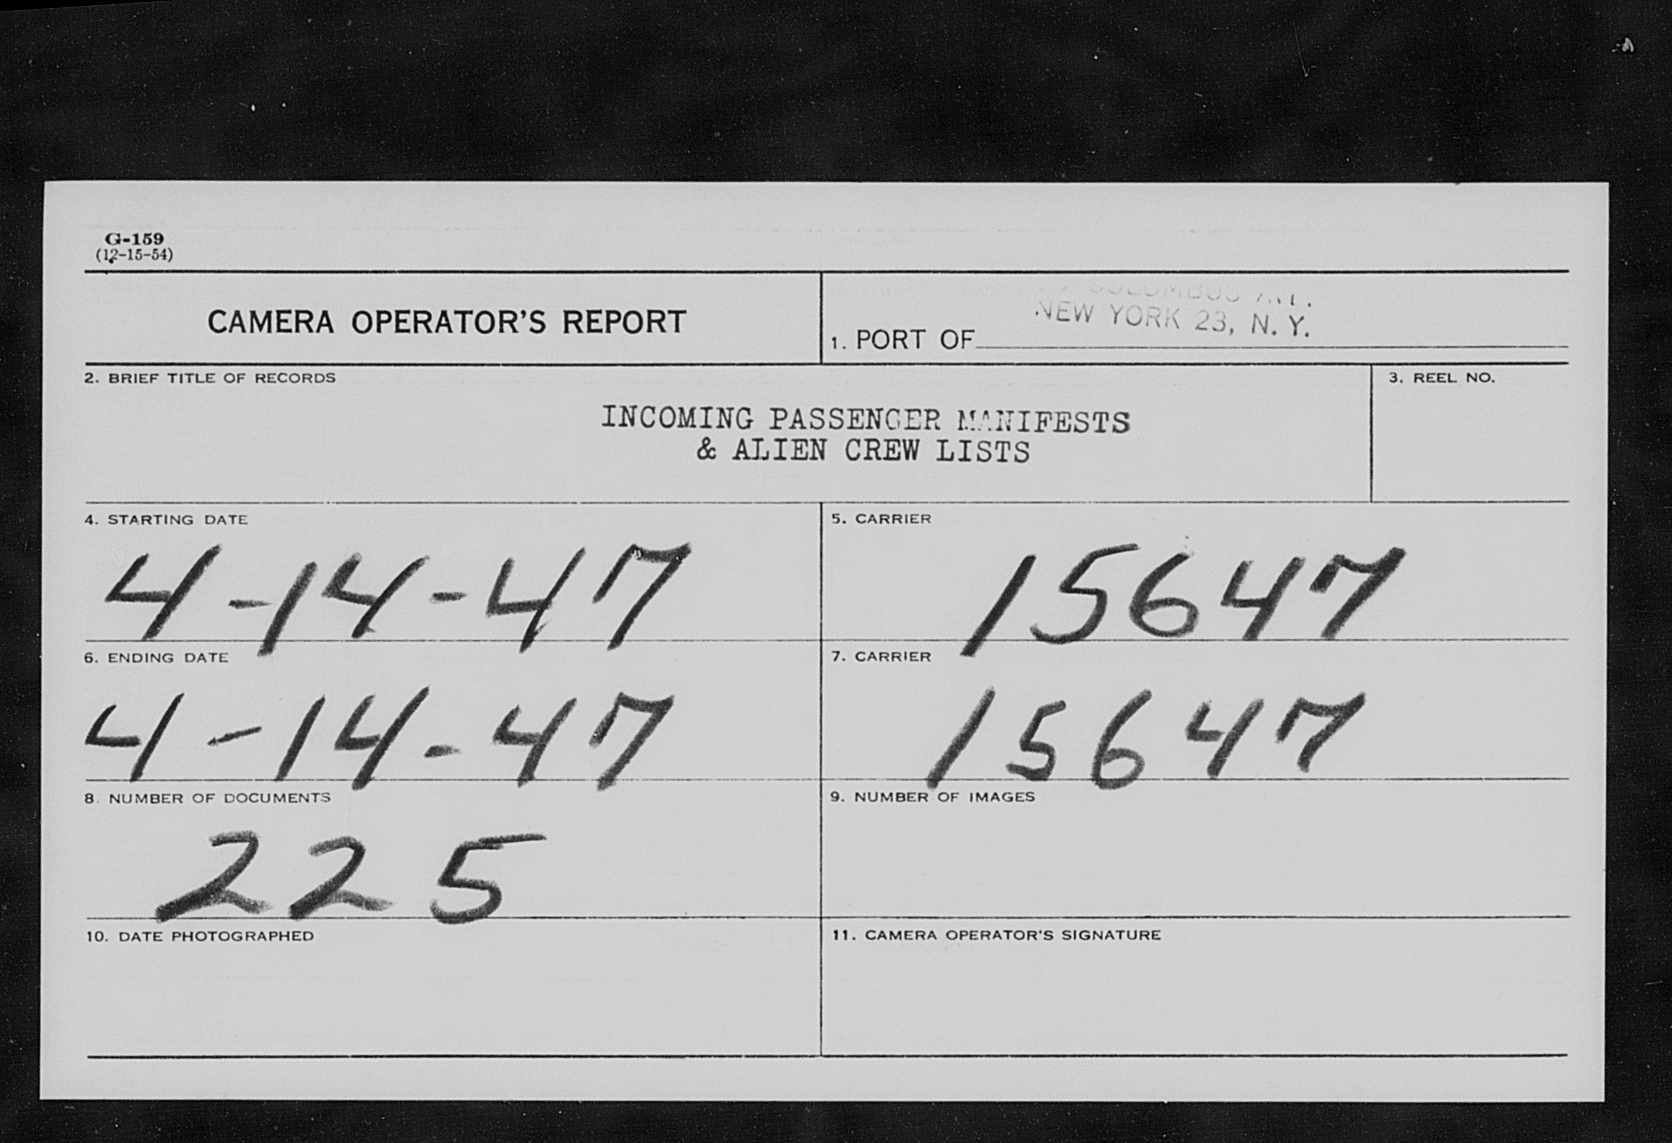 G-159
(12-15-54)
CAMERA OPERATOR'S REPORT
COLUMBUS AVE.
NEW YORK 23, N. Y.
1. PORT OF
2. BRIEF TITLE OF RECORDS
3. REEL NO.
INCOMING PASSENGER MANIFESTS
& ALIEN CREW LISTS
4. STARTING DATE
5. CARRIER
4-14-47
15647
6. ENDING DATE
7. CARRIER
4-14-47
15647
8. NUMBER OF DOCUMENTS
9. NUMBER OF IMAGES
225
10. DATE PHOTOGRAPHED
11. CAMERA OPERATOR'S SIGNATURE